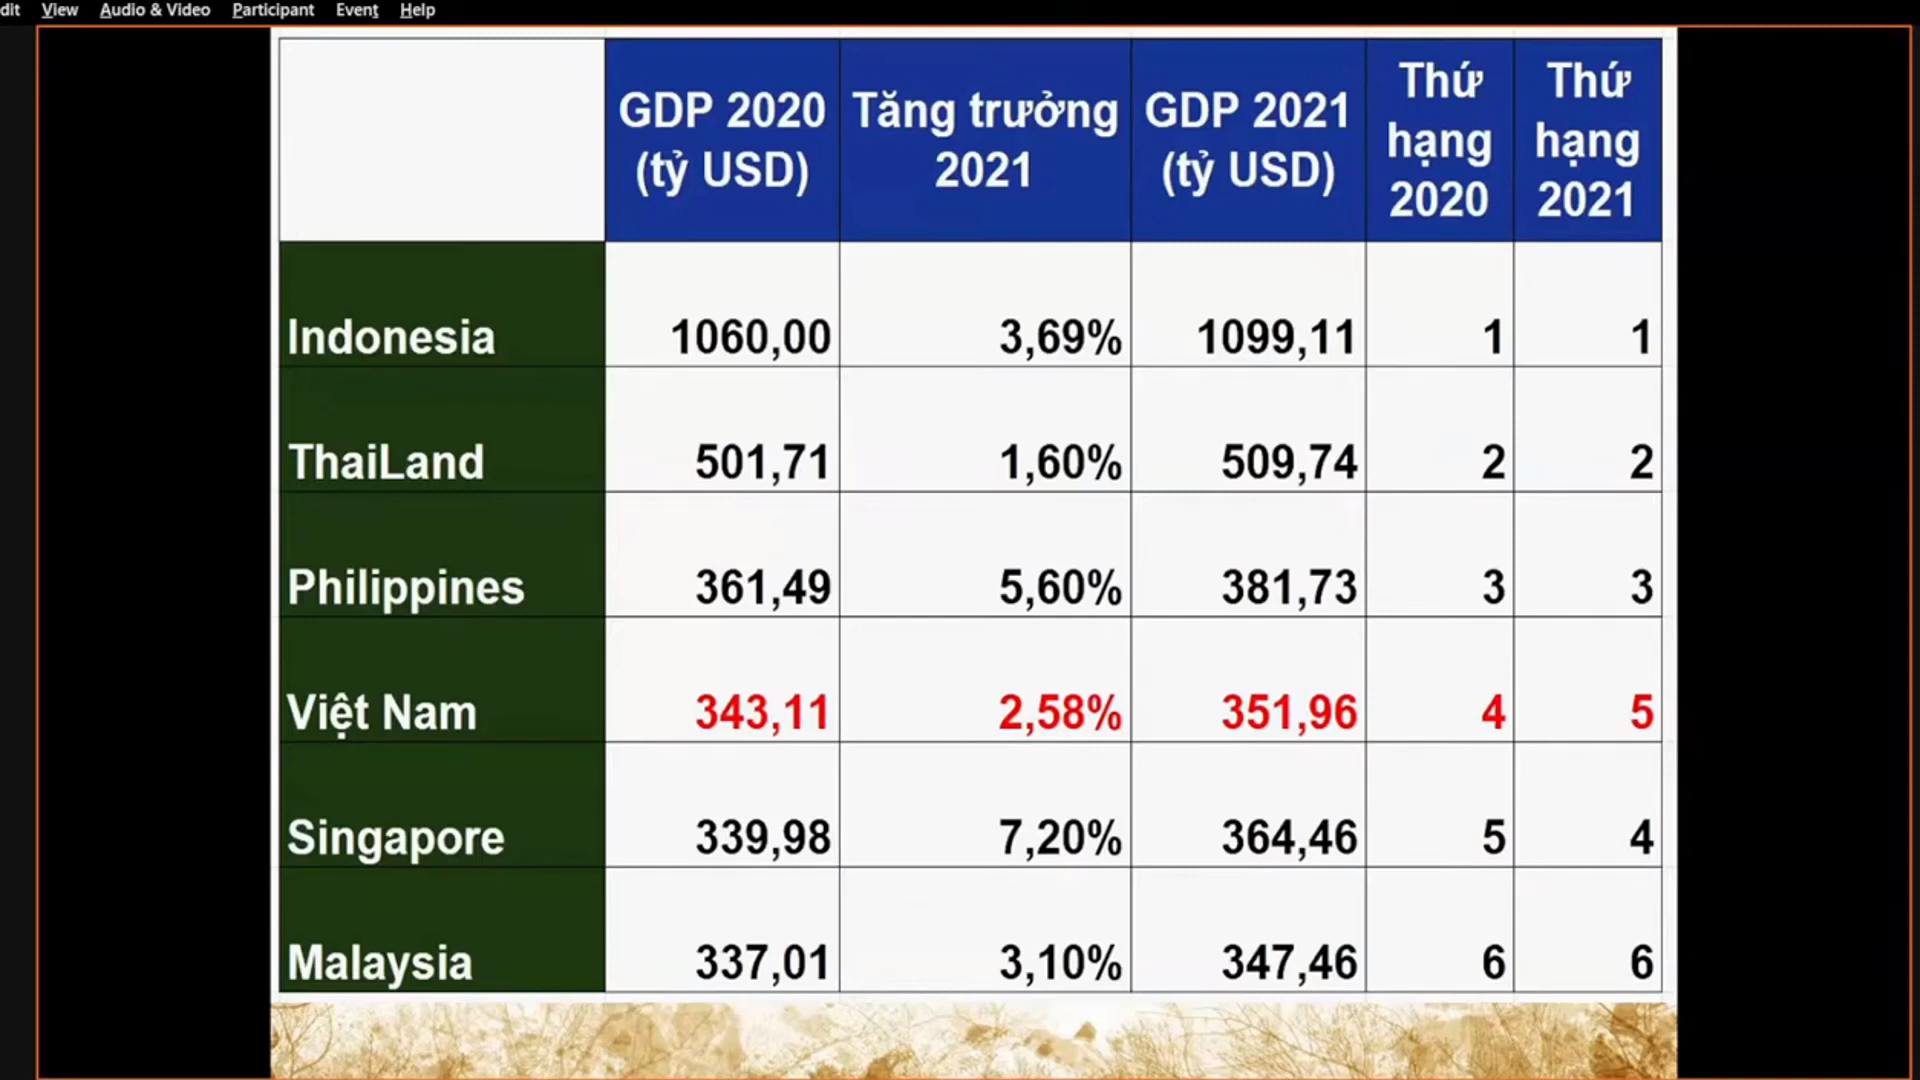 dit View Audio & Video Participant Event Help
GDP 2020 (tỷ USD) Tăng trưởng 2021 GDP 2021 (tỷ USD) Thứ hạng 2020 Thứ hạng 2021
Indonesia 1060,00 3,69% 1099,11 1 1
ThaiLand 501,71 1,60% 509,74 2 2
Philippines 361,49 5,60% 381,73 3 3
Việt Nam 343,11 2,58% 351,96 4 5
Singapore 339,98 7,20% 364,46 5 4
Malaysia 337,01 3,10% 347,46 6 6